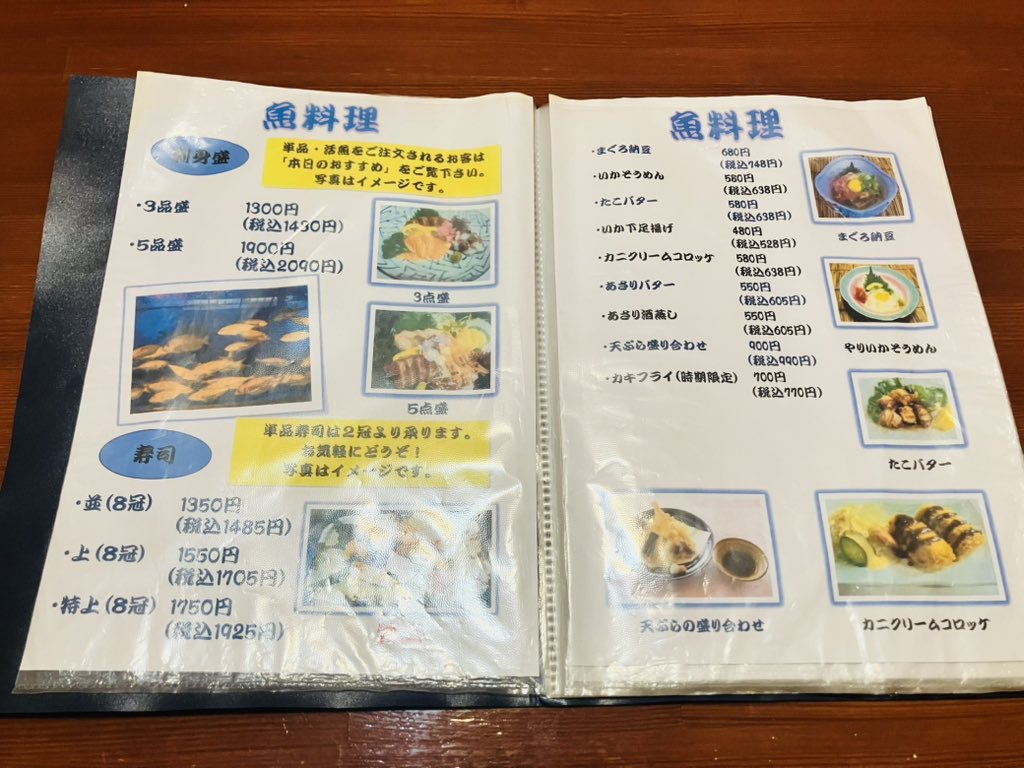 魚料理
刺身盛
単品・活魚をご注文されるお客は
「本日のおすすめ」をご覧下さい。
写真はイメージです。
・3品盛 1300円
(税込1430円)
・5品盛 1900円
(税込2090円)
3点盛
5点盛
寿司
単品寿司は2冠より承ります。
お気軽にどうぞ!
写真はイメージです。
・並(8冠) 1350円
(税込1485円)
・上(8冠) 1550円
(税込1705円)
・特上(8冠) 1750円
(税込1925円)
魚料理
・まぐろ納豆 680円
(税込748円)
・いかそうめん 580円
(税込638円)
・たこバター 580円
(税込638円)
・いか下足揚げ 480円
(税込528円)
・カニクリームコロッケ 580円
(税込638円)
・あさりバター 550円
(税込605円)
・あさり酒蒸し 550円
(税込605円)
・天ぷら盛り合わせ 900円
(税込990円)
・カキフライ(時期限定) 700円
(税込770円)
まぐろ納豆
やりいかそうめん
たこバター
天ぷらの盛り合わせ
カニクリームコロッケ